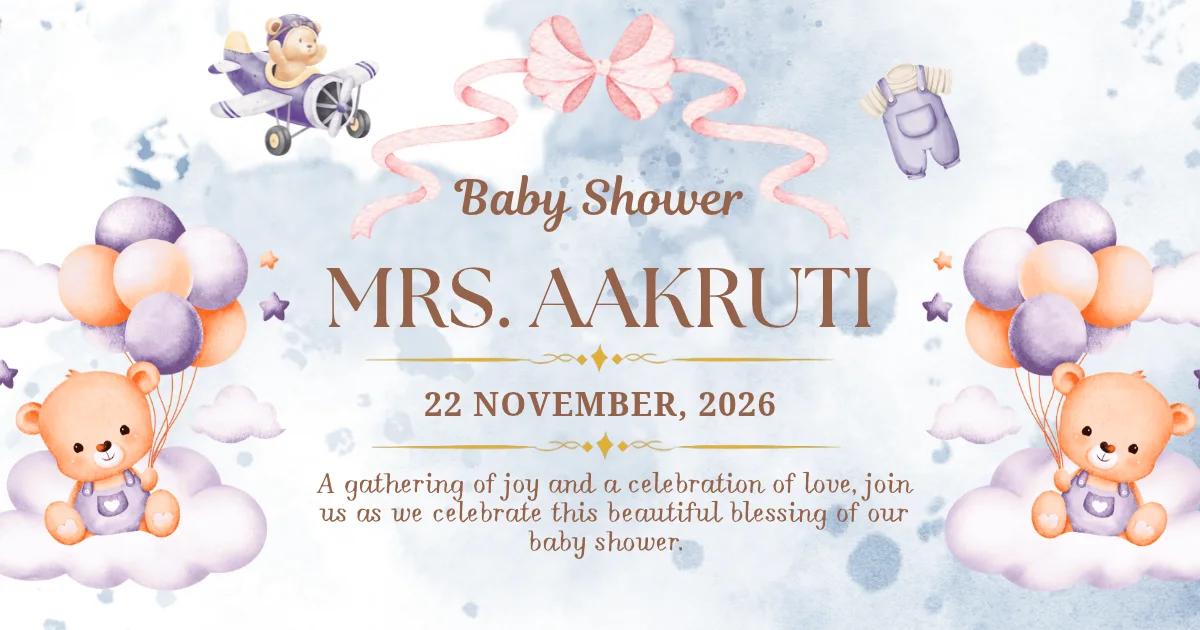 Baby Shower
MRS. AAKRUTI
22 NOVEMBER, 2026
A gathering of joy and a celebration of love, join
us as we celebrate this beautiful blessing of our
baby shower.